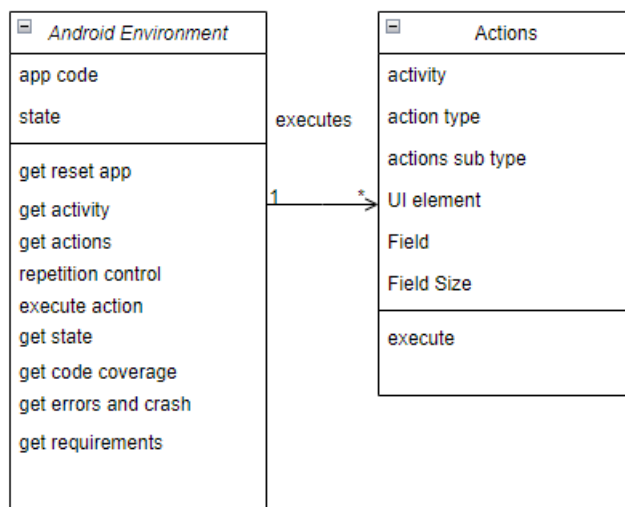 Android Environment
app code
state
get reset app
get activity
get actions
repetition control
execute action
get state
get code coverage
get errors and crash
get requirements
executes
1
*
Actions
activity
action type
actions sub type
UI element
Field
Field Size
execute